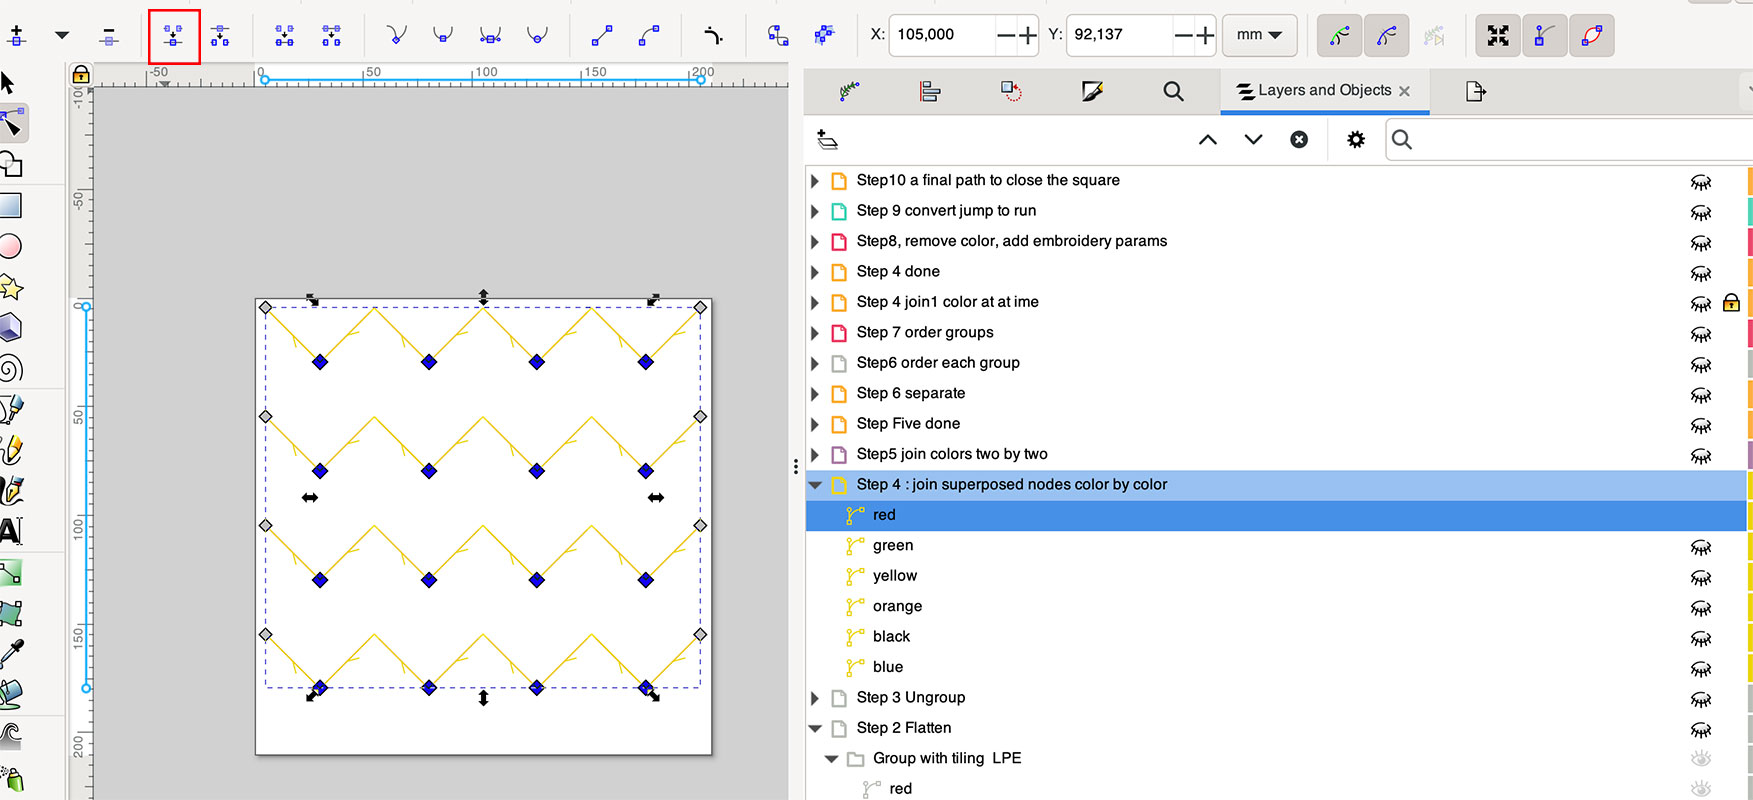 X: 105,000 Y: 92,137 mm
-50 0 50 100 150 200
Layers and Objects
-100
-50
0
50
100
150
200
A
Step10 a final path to close the square
Step 9 convert jump to run
Step8, remove color, add embroidery params
Step 4 done
Step 4 join1 color at at ime
Step 7 order groups
Step6 order each group
Step 6 separate
Step Five done
Step5 join colors two by two
Step 4 : join superposed nodes color by color
red
green
yellow
orange
black
blue
Step 3 Ungroup
Step 2 Flatten
Group with tiling LPE
red